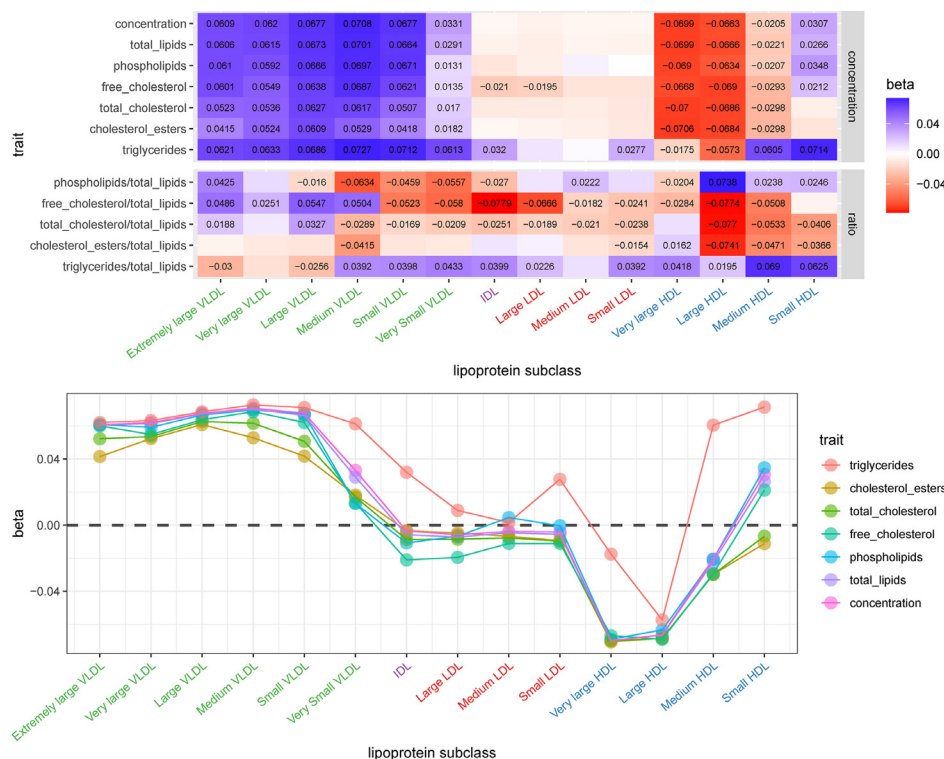 concentration 0.0609 0.062 0.0677 0.0708 0.0677 0.0331 -0.0699 -0.0663 -0.0205 0.0307
total_lipids 0.0606 0.0615 0.0673 0.0701 0.0664 0.0291 -0.0699 -0.0666 -0.0221 0.0266
phospholipids 0.061 0.0592 0.0666 0.0697 0.0671 0.0131 -0.069 -0.0634 -0.0207 0.0348
free_cholesterol 0.0601 0.0549 0.0638 0.0687 0.0621 0.0135 -0.021 -0.0195 -0.0668 -0.069 -0.0293 0.0212
total_cholesterol 0.0523 0.0536 0.0627 0.0617 0.0507 0.017 -0.07 -0.0686 -0.0298
cholesterol_esters 0.0415 0.0524 0.0609 0.0529 0.0418 0.0182 -0.0706 -0.0684 -0.0298
triglycerides 0.0621 0.0633 0.0686 0.0727 0.0712 0.0613 0.032 0.0277 -0.0175 -0.0573 0.0605 0.0714
concentration
trait
phospholipids/total_lipids 0.0425 -0.016 -0.0634 -0.0459 -0.0557 -0.027 0.0222 -0.0204 0.0738 0.0238 0.0246
free_cholesterol/total_lipids 0.0486 0.0251 0.0547 0.0504 -0.0523 -0.058 -0.0779 -0.0666 -0.0182 -0.0241 -0.0284 -0.0774 -0.0508
total_cholesterol/total_lipids 0.0188 0.0327 -0.0289 -0.0169 -0.0209 -0.0251 -0.0189 -0.021 -0.0238 -0.077 -0.0533 -0.0406
cholesterol_esters/total_lipids -0.0415 -0.0154 0.0162 -0.0741 -0.0471 -0.0366
triglycerides/total_lipids -0.03 -0.0256 0.0392 0.0398 0.0433 0.0399 0.0226 0.0392 0.0418 0.0195 0.069 0.0625
ratio
Extremely large VLDL
Very large VLDL
Large VLDL
Medium VLDL
Small VLDL
Very Small VLDL
IDL
Large LDL
Medium LDL
Small LDL
Very large HDL
Large HDL
Medium HDL
Small HDL
lipoprotein subclass
beta
0.04
0.00
-0.04
beta
0.04
0.00
-0.04
Extremely large VLDL
Very large VLDL
Large VLDL
Medium VLDL
Small VLDL
Very Small VLDL
IDL
Large LDL
Medium LDL
Small LDL
Very large HDL
Large HDL
Medium HDL
Small HDL
lipoprotein subclass
trait
triglycerides
cholesterol_esters
total_cholesterol
free_cholesterol
phospholipids
total_lipids
concentration